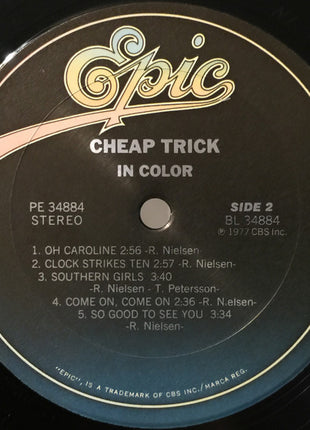 Epic
CHEAP TRICK
IN COLOR
PE 34884
STEREO
SIDE 2
BL 34884
℗ 1977 CBS Inc.
1. OH CAROLINE 2:56 -R. Nielsen-
2. CLOCK STRIKES TEN 2:57 -R. Nielsen-
3. SOUTHERN GIRLS 3:40
-R. Nielsen - T. Petersson-
4. COME ON, COME ON 2:36 -R. Nielsen-
5. SO GOOD TO SEE YOU 3:34
-R. Nielsen-
"EPIC", IS A TRADEMARK OF CBS INC./MARCA REG.